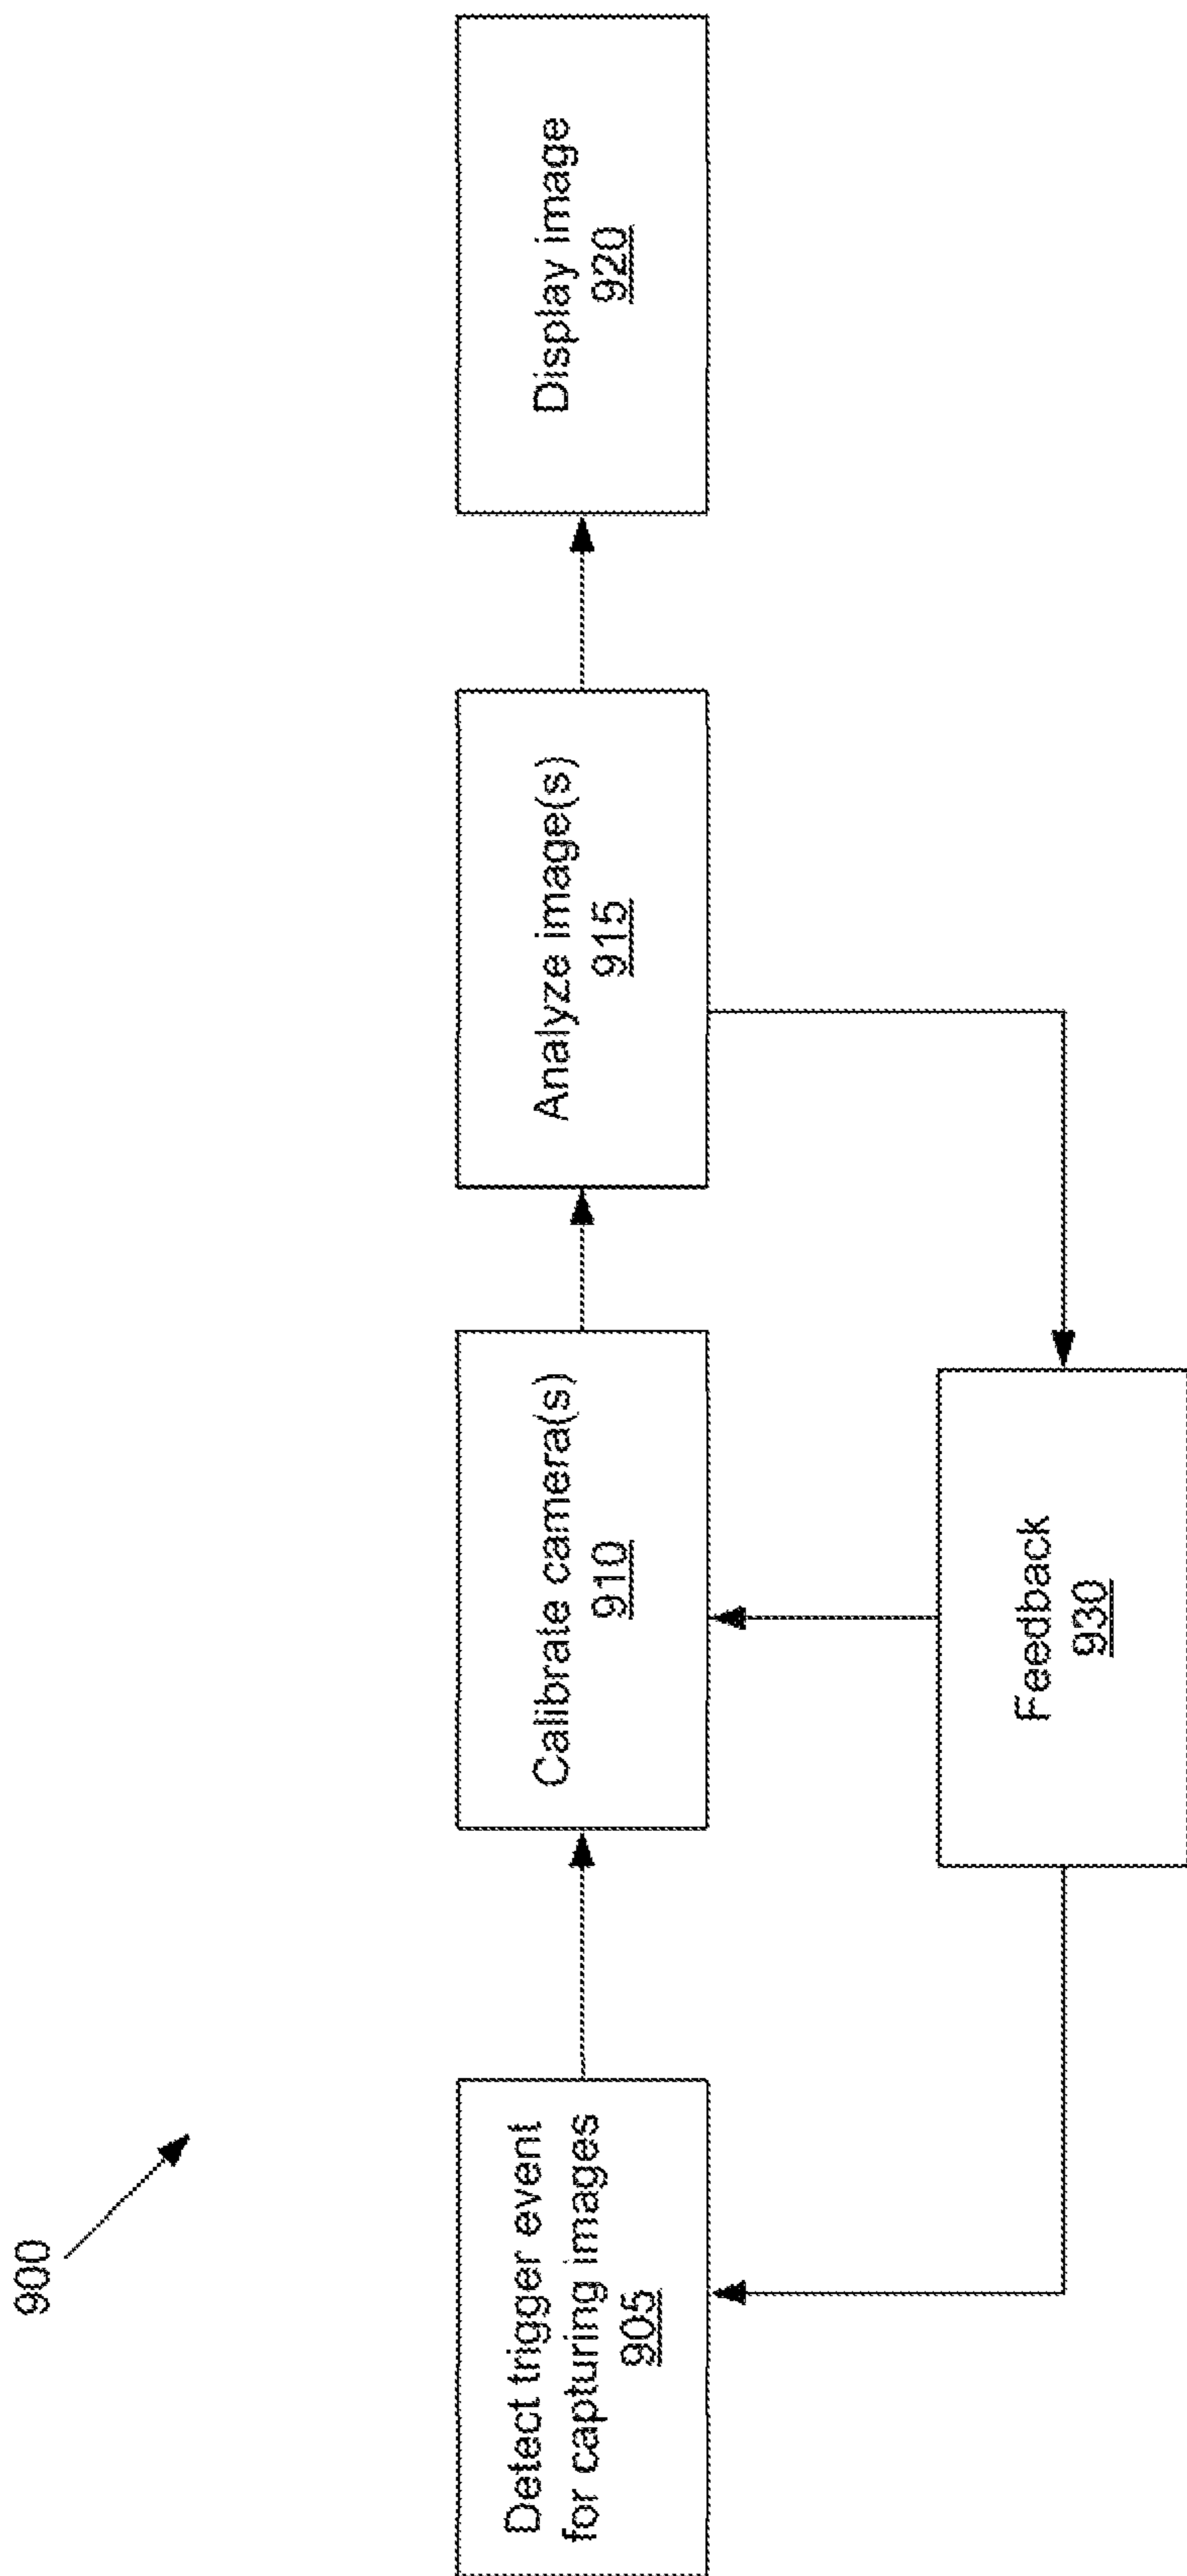 900
Detect trigger event
for capturing images
905
Calibrate camera(s)
910
Analyze image(s)
915
Display image
920
Feedback
930